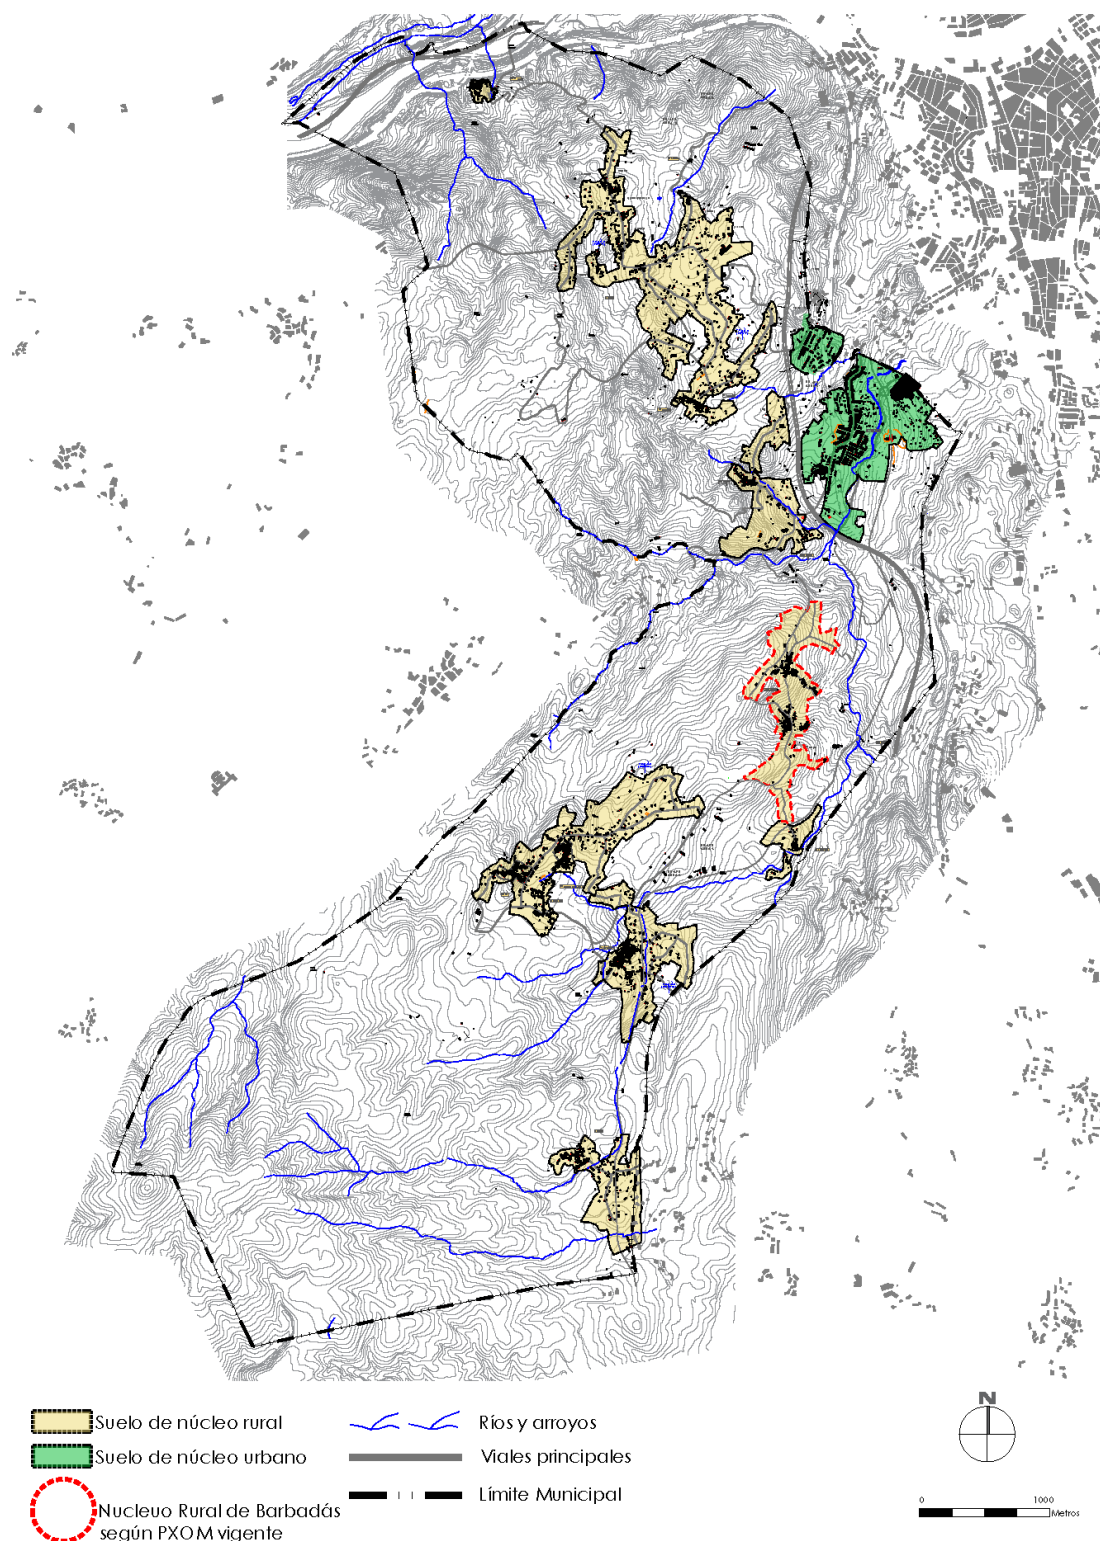 Suelo de núcleo rural
Suelo de núcleo urbano
Nucleuo Rural de Barbadás
según PXOM vigente
Ríos y arroyos
Viales principales
Límite Municipal
N
0 1000
Metros